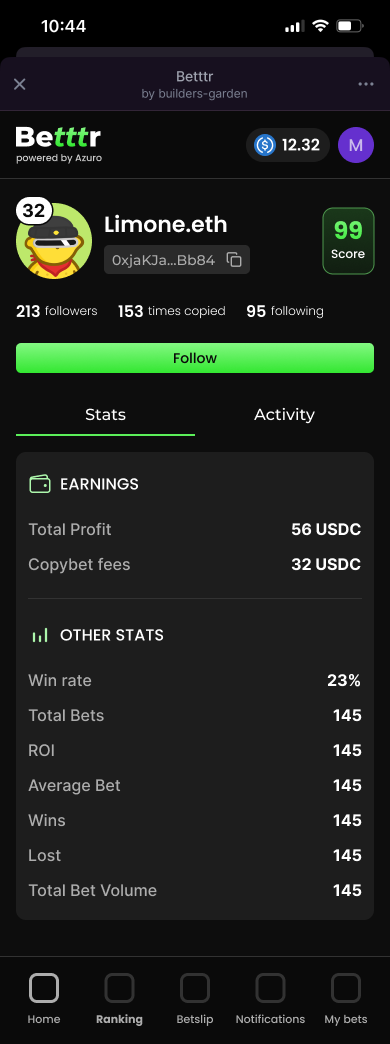 10:44
Betttr
by builders-garden
Betttr
powered by Azuro
12.32
M
32
Limone.eth
0xjaKJa...Bb84
99
Score
213 followers 153 times copied 95 following
Follow
Stats Activity
EARNINGS
Total Profit 56 USDC
Copybet fees 32 USDC
OTHER STATS
Win rate 23%
Total Bets 145
ROI 145
Average Bet 145
Wins 145
Lost 145
Total Bet Volume 145
Home Ranking Betslip Notifications My bets